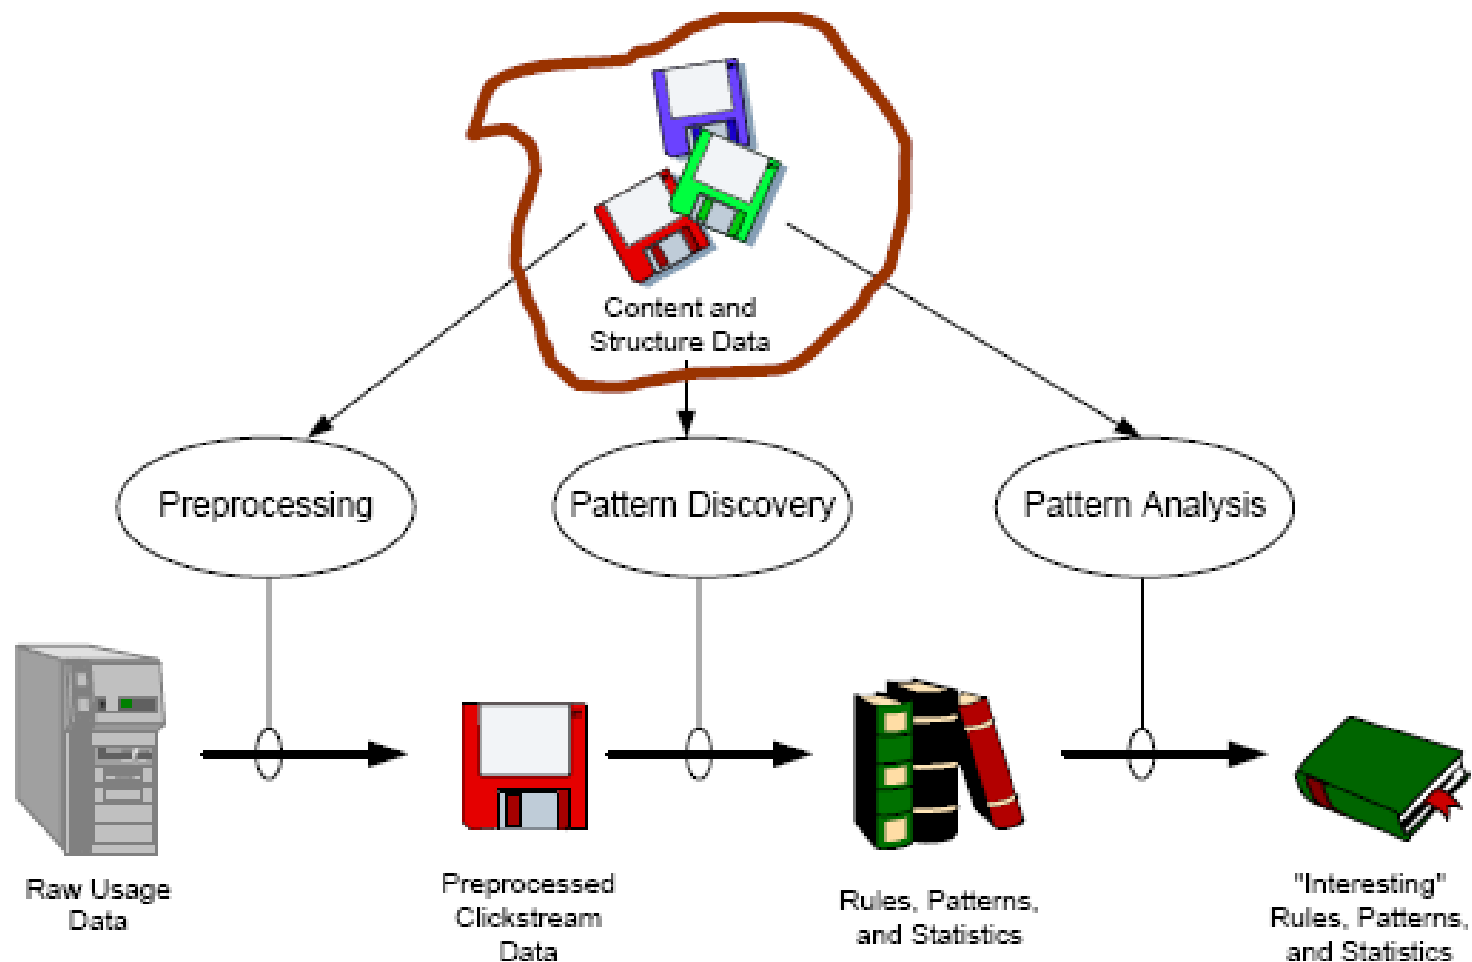 Content and
Structure Data
Preprocessing
Pattern Discovery
Pattern Analysis
Raw Usage
Data
Preprocessed
Clickstream
Data
Rules, Patterns,
and Statistics
"Interesting"
Rules, Patterns,
and Statistics